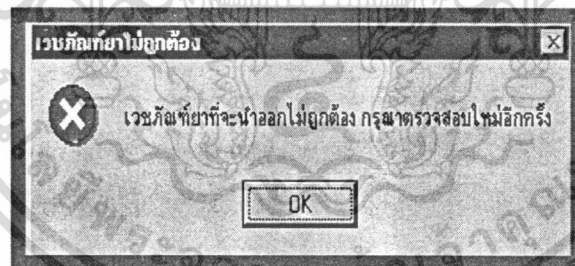 เวชภัณฑ์ยาไม่ถูกต้อง
เวชภัณฑ์ยาที่จะนำออกไม่ถูกต้อง กรุณาตรวจสอบใหม่อีกครั้ง
OK